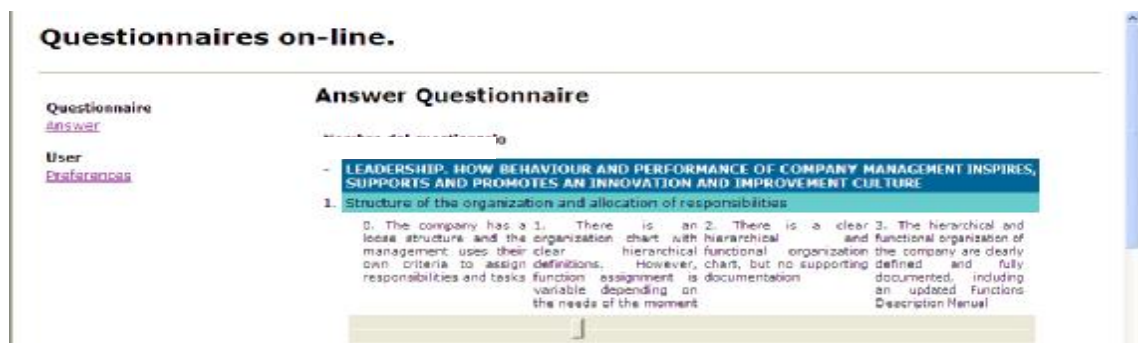 Questionnaires on-line.
Questionnaire
Answer
User
Preferences
Answer Questionnaire
- LEADERSHIP. HOW BEHAVIOUR AND PERFORMANCE OF COMPANY MANAGEMENT INSPIRES,
SUPPORTS AND PROMOTES AN INNOVATION AND IMPROVEMENT CULTURE
1. Structure of the organization and allocation of responsibilities
0. The company has a
loose structure and the
management uses their
own criteria to assign
responsibilities and tasks
1. There is an
organization chart with
clear hierarchical
definitions. However,
function assignment is
variable depending on
the needs of the moment
2. There is a clear
hierarchical and
functional organization
chart, but no supporting
documentation
3. The hierarchical and
functional organization of
the company are clearly
defined and fully
documented, including
an updated Functions
Description Manual